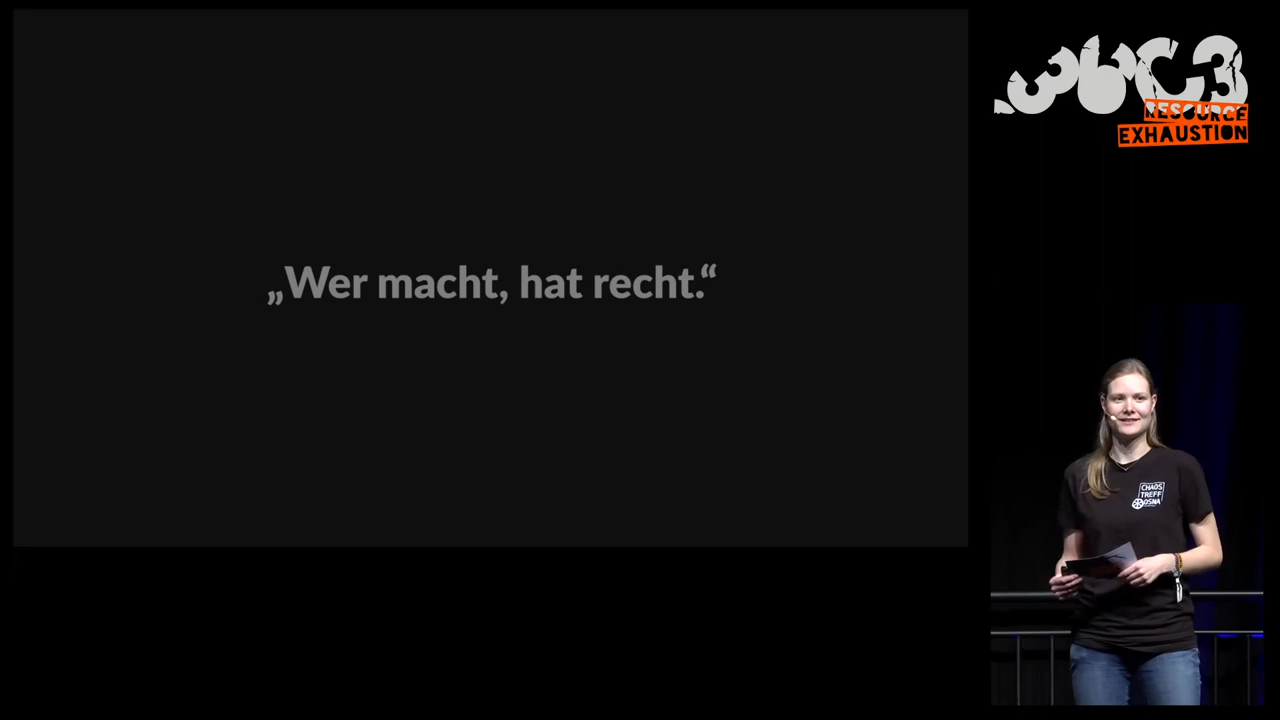 „Wer macht, hat recht.“
36C3
RESOURCE
EXHAUSTION
CHAOS
TREFF
OSNA